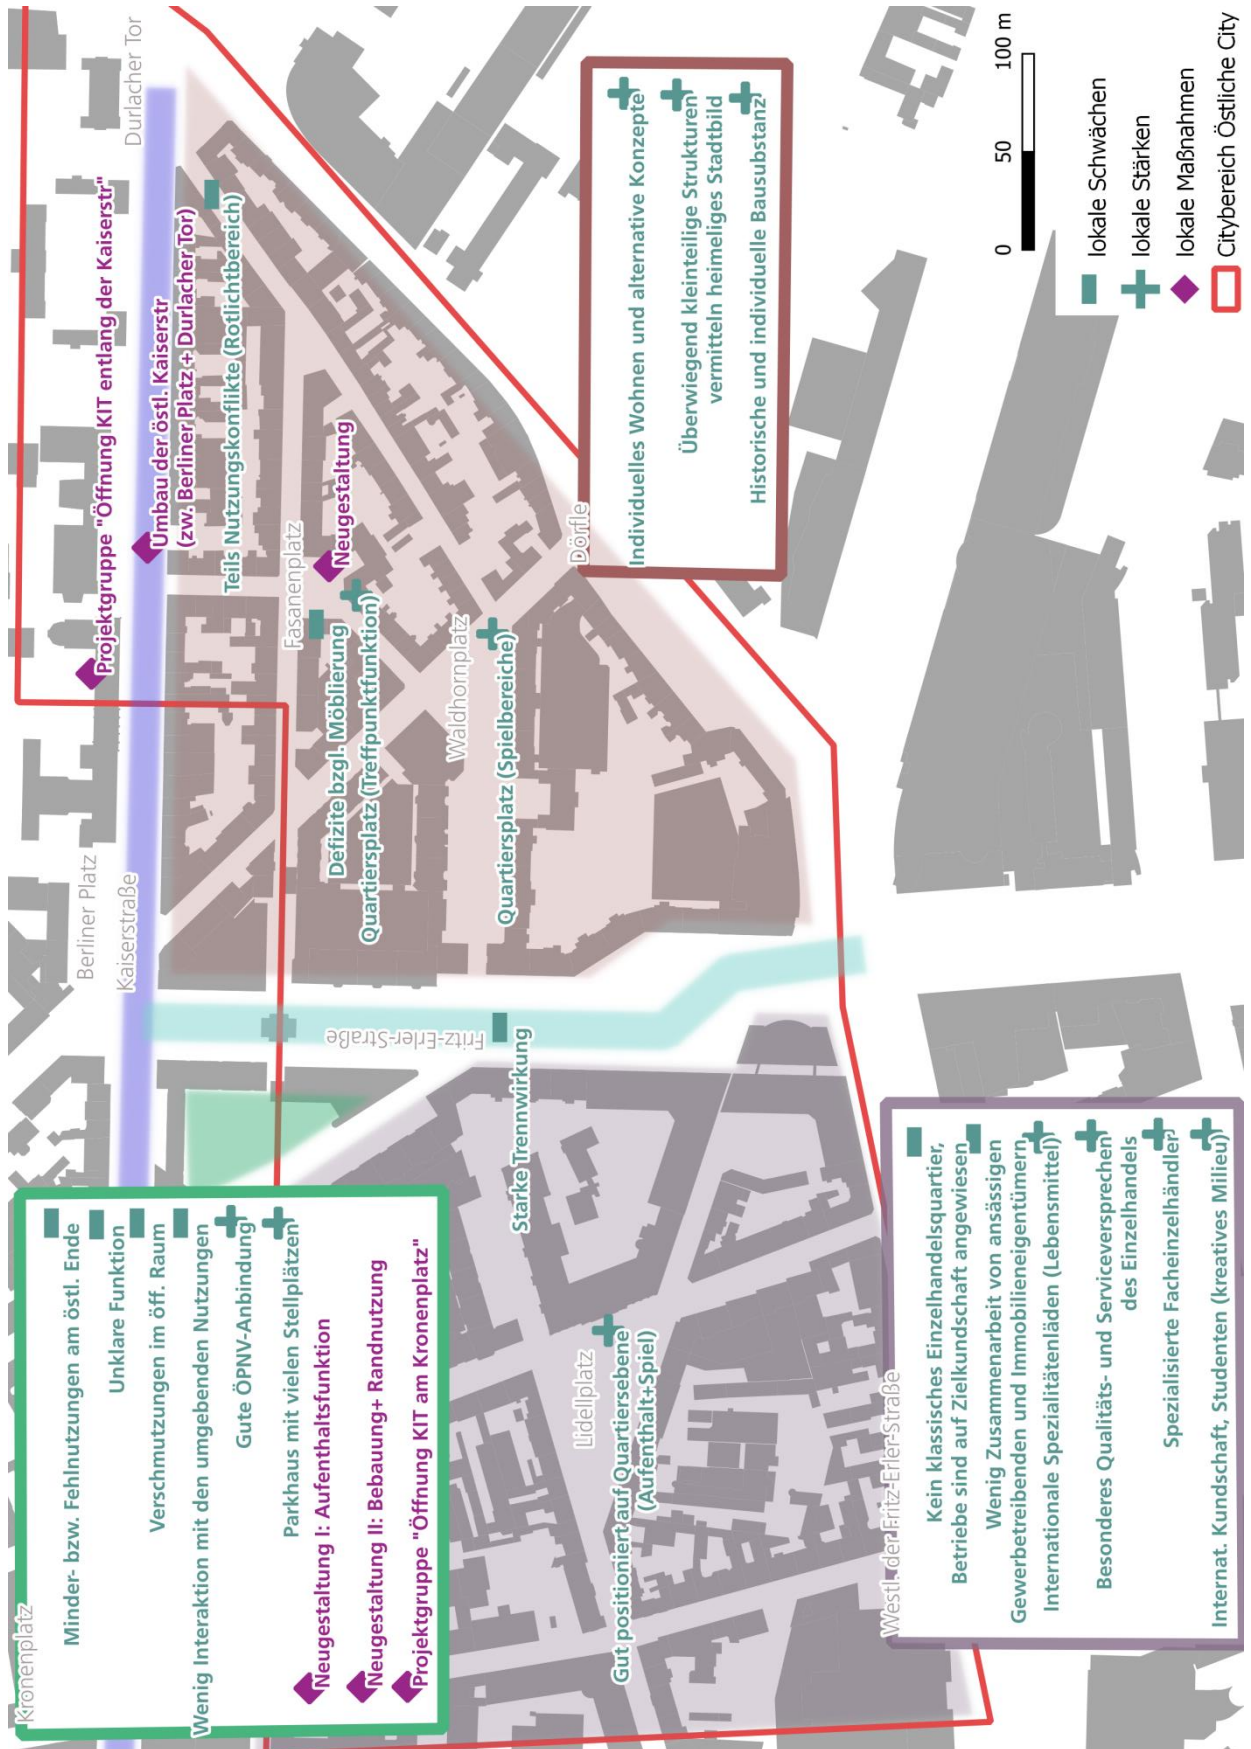 Kronenplatz
Minder- bzw. Fehlnutzungen am östl. Ende
Unklare Funktion
Verschmutzungen im öff. Raum
Wenig Interaktion mit den umgebenden Nutzungen
Gute ÖPNV-Anbindung
Parkhaus mit vielen Stellplätzen
Neugestaltung I: Aufenthaltsfunktion
Neugestaltung II: Bebauung+ Randnutzung
Projektgruppe "Öffnung KIT am Kronenplatz"
Berliner Platz
Kaiserstraße
Durlacher Tor
Projektgruppe "Öffnung KIT entlang der Kaiserstr"
Umbau der östl. Kaiserstr
(zw. Berliner Platz + Durlacher Tor)
Teils Nutzungskonflikte (Rotlichtbereich)
Fasanenplatz
Neugestaltung
Defizite bzgl. Möblierung
Quartiersplatz (Treffpunktfunktion)
Waldhornplatz
Quartiersplatz (Spielbereiche)
Fritz-Erler-Straße
Starke Trennwirkung
Lidellplatz
Gut positioniert auf Quartiersebene
(Aufenthalt+Spiel)
Dörfle
Individuelles Wohnen und alternative Konzepte
Überwiegend kleinteilige Strukturen
vermitteln heimeliges Stadtbild
Historische und individuelle Bausubstanz
Westl. der Fritz-Erler-Straße
Kein klassisches Einzelhandelsquartier,
Betriebe sind auf Zielkundschaft angewiesen
Wenig Zusammenarbeit von ansässigen
Gewerbetreibenden und Immobilieneigentümern
Internationale Spezialitätenläden (Lebensmittel)
Besonderes Qualitäts- und Serviceversprechen
des Einzelhandels
Spezialisierte Facheinzelhändler
Internat. Kundschaft, Studenten (kreatives Milieu)
0 50 100 m
lokale Schwächen
lokale Stärken
lokale Maßnahmen
Citybereich Östliche City